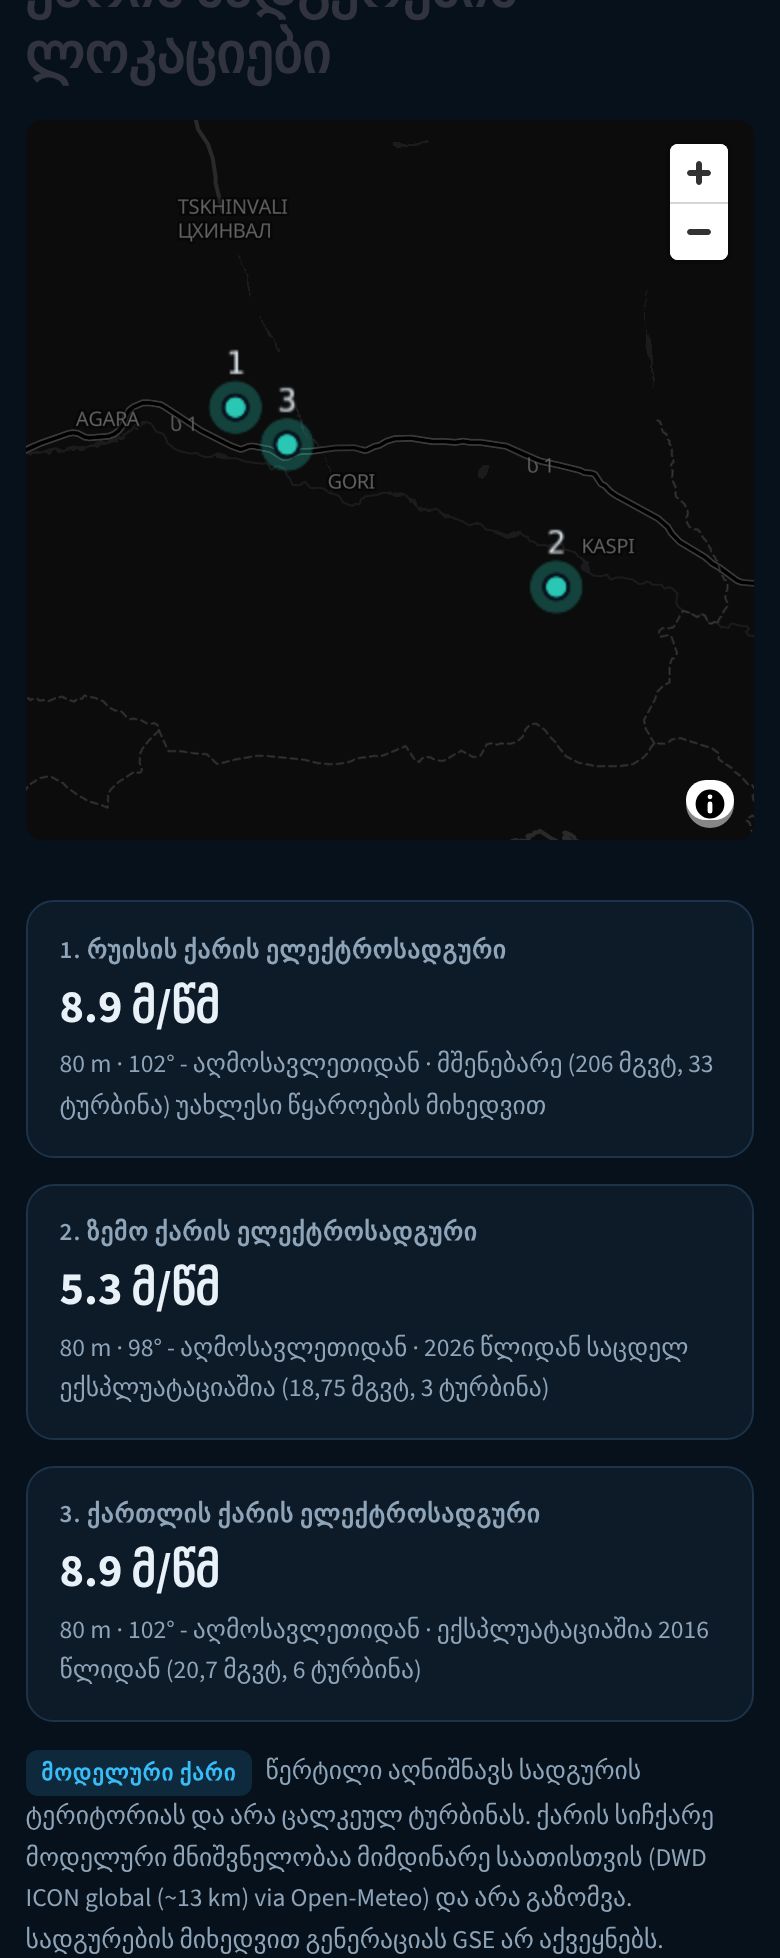 ლოკაციები
TSKHINVALI
ЦХИНВАЛ
1
3
AGARA
ს 1
GORI
ს 1
2
KASPI
1. რუისის ქარის ელექტროსადგური
8.9 მ/წმ
80 m · 102° - აღმოსავლეთიდან · მშენებარე (206 მგვტ, 33
ტურბინა) უახლესი წყაროების მიხედვით
2. ზემო ქარის ელექტროსადგური
5.3 მ/წმ
80 m · 98° - აღმოსავლეთიდან · 2026 წლიდან საცდელ
ექსპლუატაციაშია (18,75 მგვტ, 3 ტურბინა)
3. ქართლის ქარის ელექტროსადგური
8.9 მ/წმ
80 m · 102° - აღმოსავლეთიდან · ექსპლუატაციაშია 2016
წლიდან (20,7 მგვტ, 6 ტურბინა)
მოდელური ქარი წერტილი აღნიშნავს სადგურის
ტერიტორიას და არა ცალკეულ ტურბინას. ქარის სიჩქარე
მოდელური მნიშვნელობაა მიმდინარე საათისთვის (DWD
ICON global (~13 km) via Open-Meteo) და არა გაზომვა.
სადგურების მიხედვით გენერაციას GSE არ აქვეყნებს.